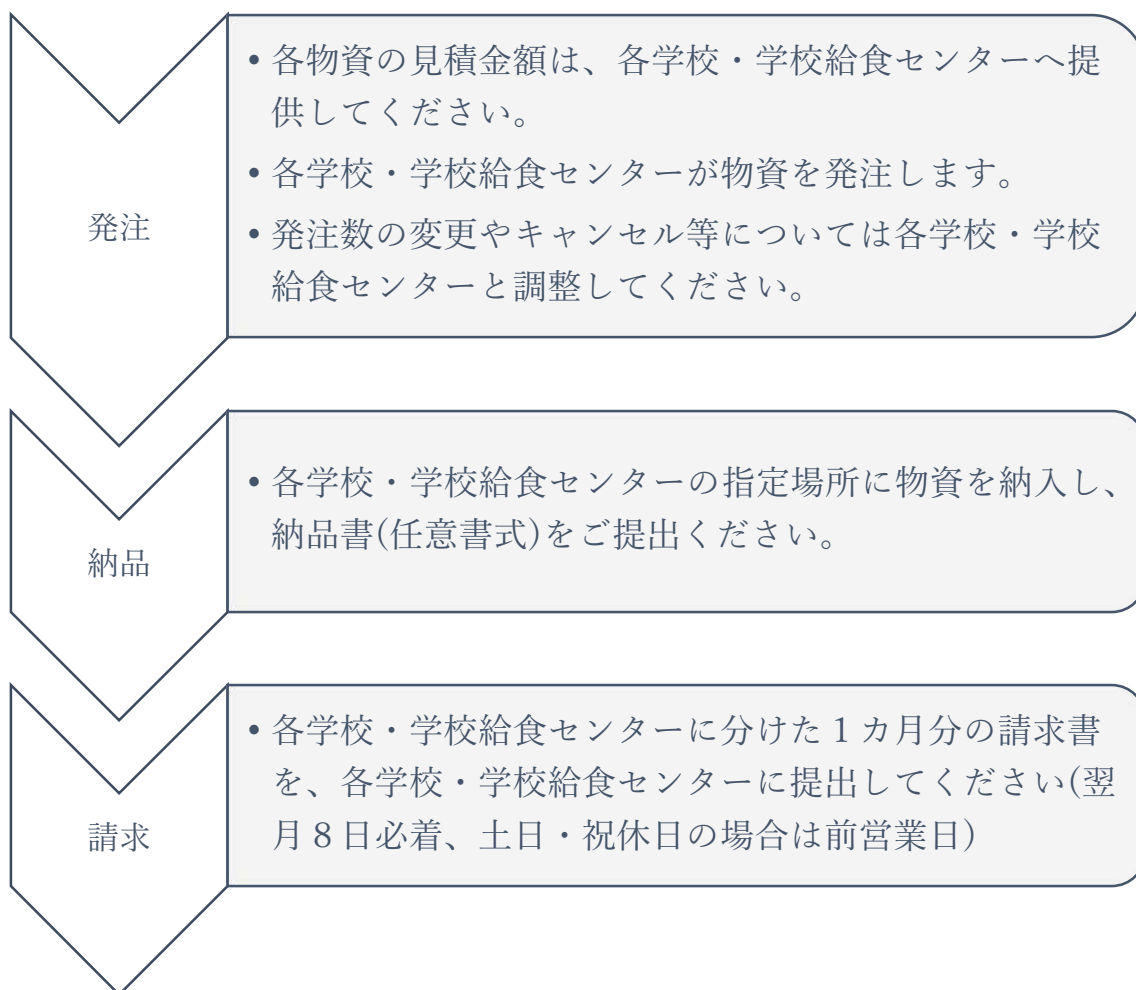 発注
• 各物資の見積金額は、各学校・学校給食センターへ提
供してください。
• 各学校・学校給食センターが物資を発注します。
• 発注数の変更やキャンセル等については各学校・学校
給食センターと調整してください。
納品
• 各学校・学校給食センターの指定場所に物資を納入し、
納品書(任意書式)をご提出ください。
請求
• 各学校・学校給食センターに分けた１カ月分の請求書
を、各学校・学校給食センターに提出してください(翌
月８日必着、土日・祝休日の場合は前営業日)